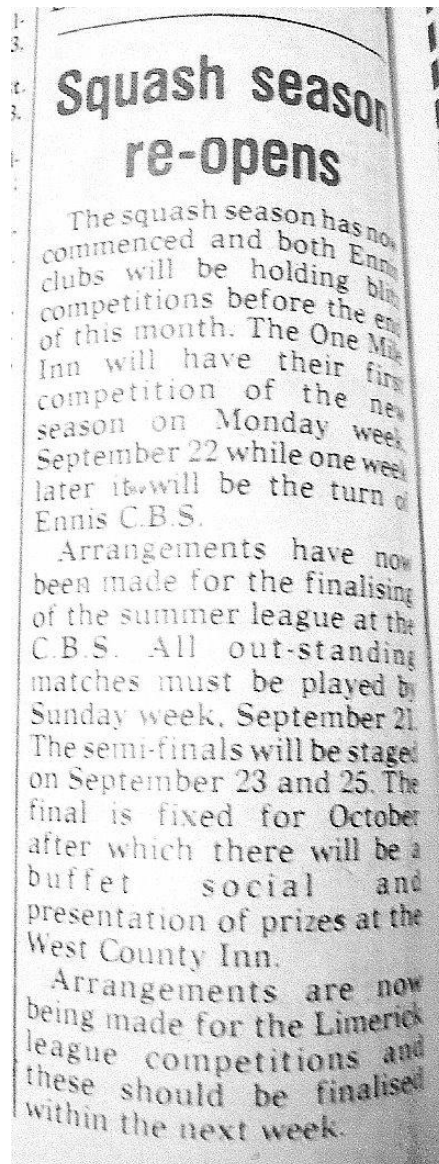 Squash season
re-opens
The squash season has now
commenced and both Ennis
clubs will be holding blitz
competitions before the end
of this month. The One Mile
Inn will have their first
competition of the new
season on Monday week,
September 22 while one week
later it will be the turn of
Ennis C.B.S.
Arrangements have now
been made for the finalising
of the summer league at the
C.B.S. All out-standing
matches must be played by
Sunday week, September 21.
The semi-finals will be staged
on September 23 and 25. The
final is fixed for October
after which there will be a
buffet social and
presentation of prizes at the
West County Inn.
Arrangements are now
being made for the Limerick
league competitions and
these should be finalised
within the next week.